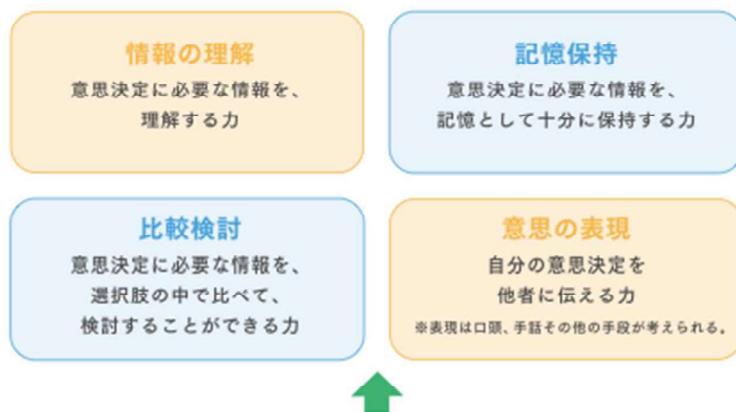 情報の理解
意思決定に必要な情報を、
理解する力
記憶保持
意思決定に必要な情報を、
記憶として十分に保持する力
比較検討
意思決定に必要な情報を、
選択肢の中で比べて、
検討することができる力
意思の表現
自分の意思決定を
他者に伝える力
※表現は口頭、手話その他の手段が考えられる。